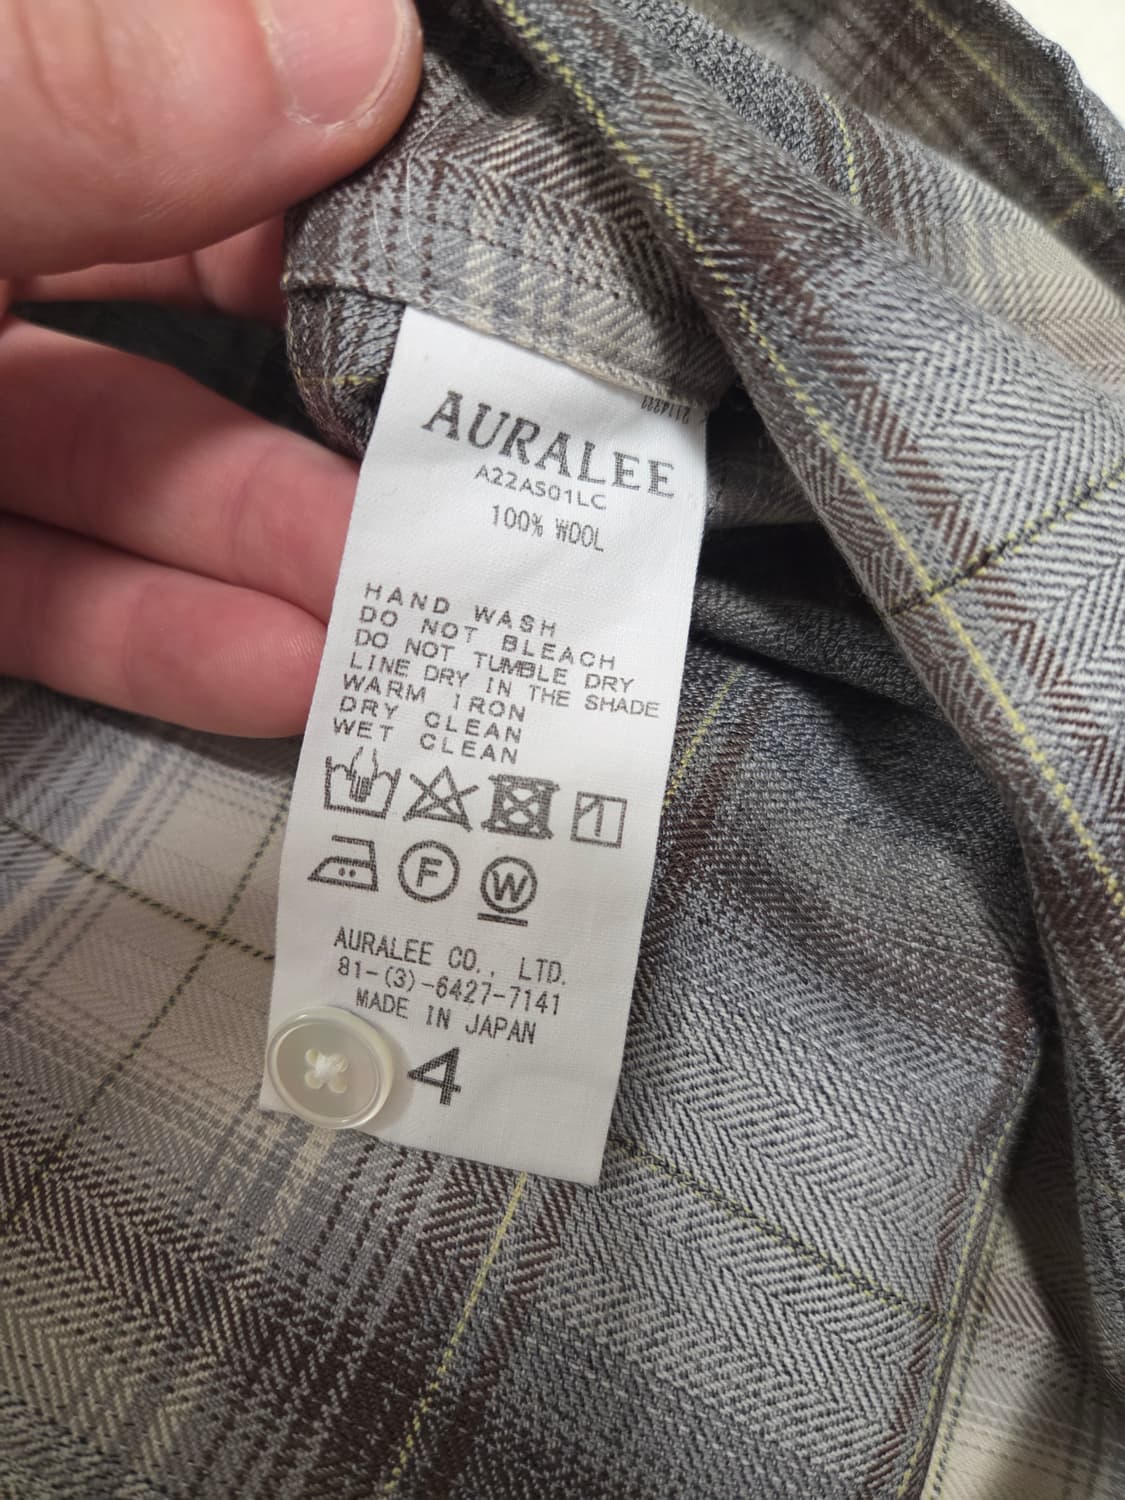 AURALEE
A22AS01LC
100% WOOL
HAND WASH
DO NOT BLEACH
DO NOT TUMBLE DRY
LINE DRY IN THE SHADE
WARM IRON
DRY CLEAN
WET CLEAN
F W
AURALEE CO., LTD.
81-(3)-6427-7141
MADE IN JAPAN
4